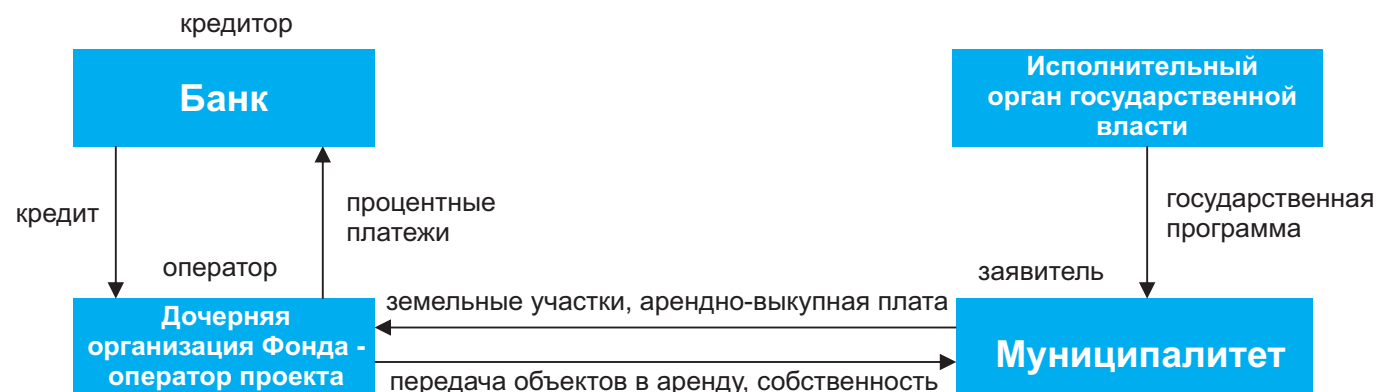 кредитор
Банк
Исполнительный
орган государственной
власти
кредит
процентные
платежи
государственная
программа
оператор
заявитель
земельные участки, арендно-выкупная плата
Дочерняя
организация Фонда -
оператор проекта
Муниципалитет
передача объектов в аренду, собственность